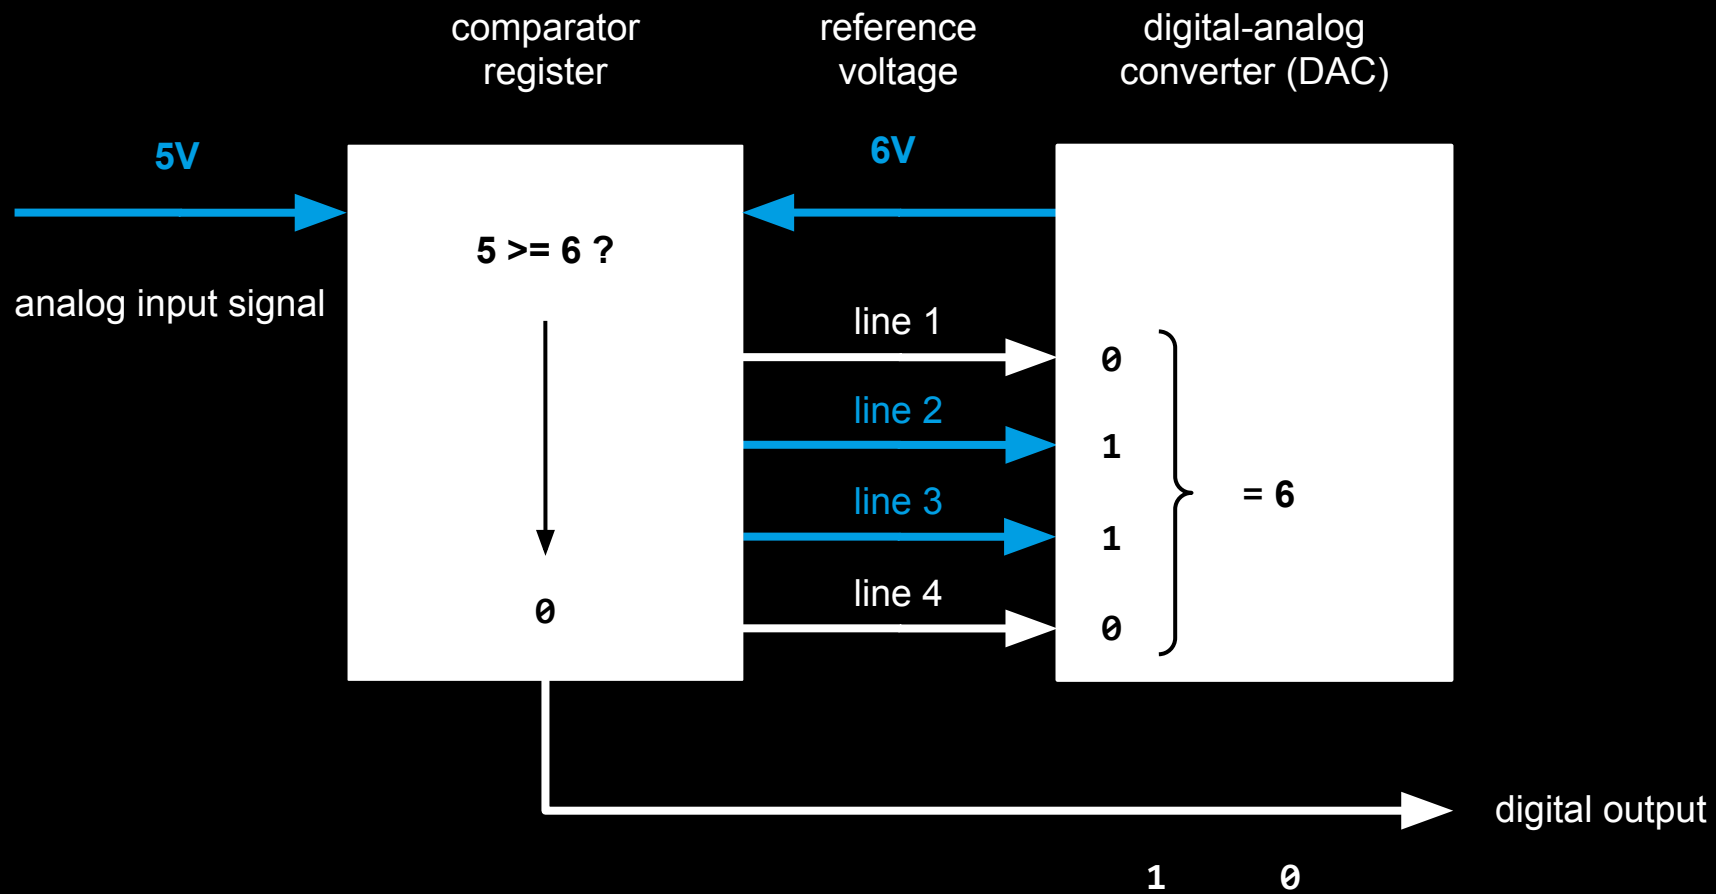 comparator
register
reference
voltage
digital-analog
converter (DAC)
5V
6V
5 >= 6 ?
analog input signal
line 1
0
line 2
1
line 3
= 6
1
line 4
0
0
digital output
1 0